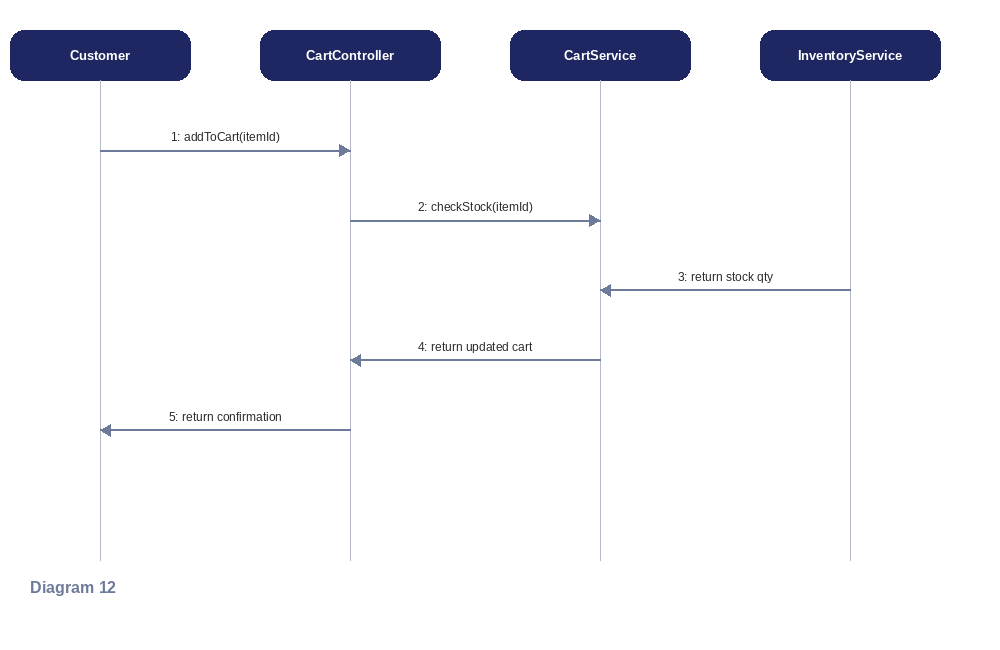 Customer
CartController
CartService
InventoryService
1: addToCart(itemId)
2: checkStock(itemId)
3: return stock qty
4: return updated cart
5: return confirmation
Diagram 12